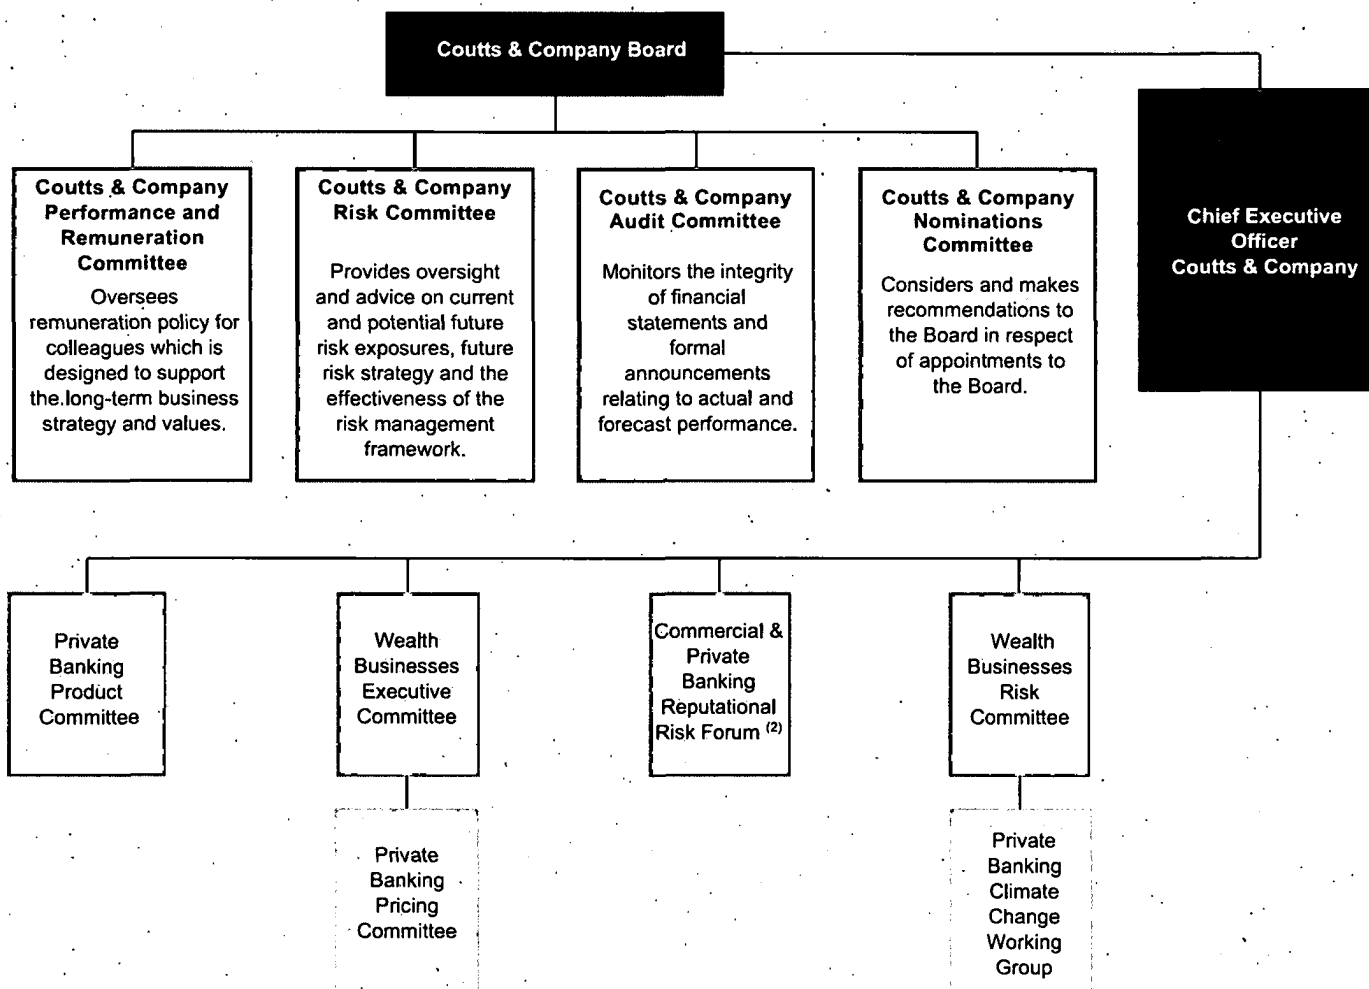 Coutts & Company Board
Chief Executive
Officer
Coutts & Company
Coutts & Company
Performance and
Remuneration
Committee
Oversees
remuneration policy for
colleagues which is
designed to support
the long-term business
strategy and values.
Coutts & Company
Risk Committee
Provides oversight
and advice on current
and potential future
risk exposures, future
risk strategy and the
effectiveness of the
risk management
framework.
Coutts & Company
Audit Committee
Monitors the integrity
of financial
statements and
formal
announcements
relating to actual and
forecast performance.
Coutts & Company
Nominations
Committee
Considers and makes
recommendations to
the Board in respect
of appointments to
the Board.
Private
Banking
Product
Committee
Wealth
Businesses
Executive
Committee
Commercial &
Private
Banking
Reputational
Risk Forum (2)
Wealth
Businesses
Risk
Committee
Private
Banking
Pricing
Committee
Private
Banking
Climate
Change
Working
Group